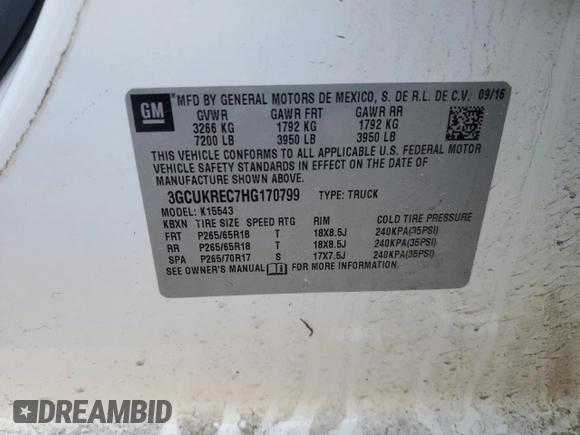 GM
*MFD BY GENERAL MOTORS DE MEXICO, S. DE R.L. DE C.V. 09/16
GVWR GAWR FRT GAWR RR
3266 KG 1792 KG 1792 KG
7200 LB 3950 LB 3950 LB
THIS VEHICLE CONFORMS TO ALL APPLICABLE U.S. FEDERAL MOTOR
VEHICLE SAFETY STANDARDS IN EFFECT ON THE DATE OF
MANUFACTURE SHOWN ABOVE.
3GCUKREC7HG170799 TYPE: TRUCK
MODEL: K15543
KBXN TIRE SIZE SPEED RTG RIM COLD TIRE PRESSURE
FRT P265/65R18 T 18X8.5J 240KPA(35PSI)
RR P265/65R18 T 18X8.5J 240KPA(35PSI)
SPA P265/70R17 S 17X7.5J 240KPA(35PSI)
SEE OWNER'S MANUAL FOR MORE INFORMATION.
DREAMBID